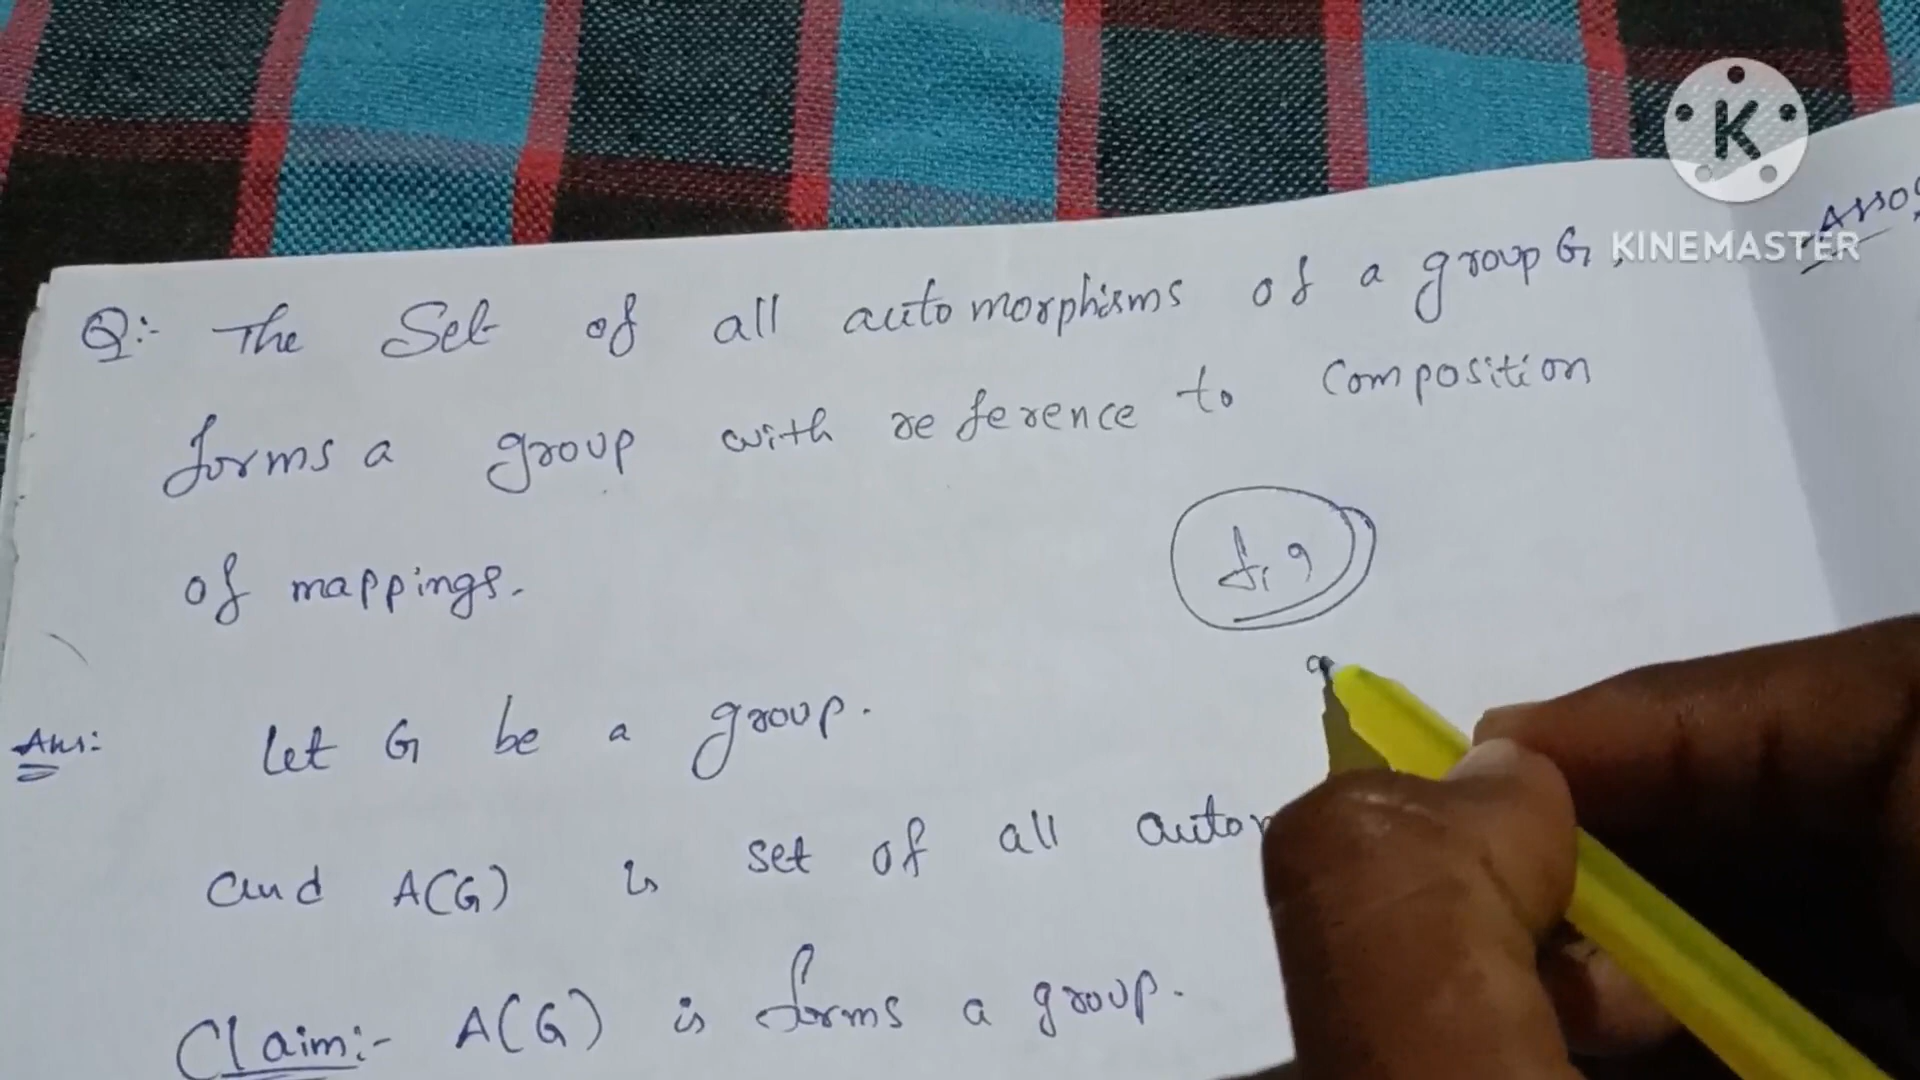 K
KINEMASTER
Q:- The Set of all automorphisms of a group G,
forms a group with reference to composition
of mappings.
f, g
Ans: Let G be a group.
and A(G) is set of all autom
Claim:- A(G) is forms a group.